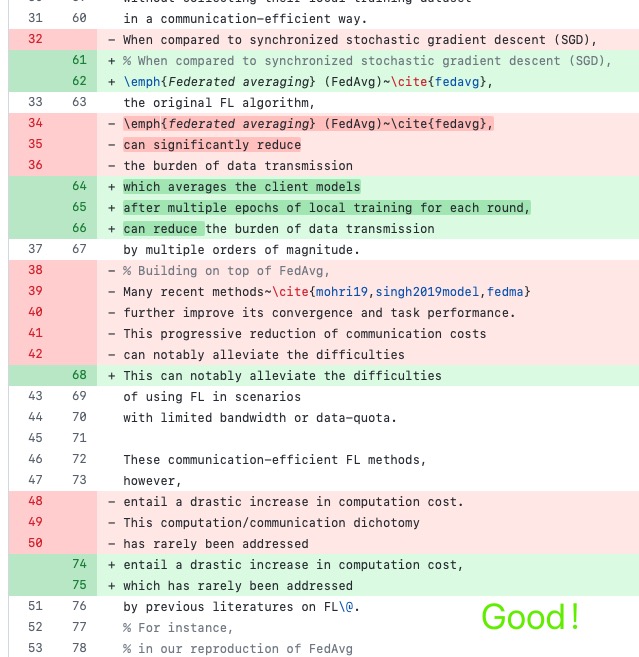 31 60 in a communication-efficient way.
32 - When compared to synchronized stochastic gradient descent (SGD),
61 + % When compared to synchronized stochastic gradient descent (SGD),
62 + \emph{Federated averaging} (FedAvg)~\cite{fedavg},
33 63 the original FL algorithm,
34 - \emph{federated averaging} (FedAvg)~\cite{fedavg},
35 - can significantly reduce
36 - the burden of data transmission
64 + which averages the client models
65 + after multiple epochs of local training for each round,
66 + can reduce the burden of data transmission
37 67 by multiple orders of magnitude.
38 - % Building on top of FedAvg,
39 - Many recent methods~\cite{mohri19,singh2019model,fedma}
40 - further improve its convergence and task performance.
41 - This progressive reduction of communication costs
42 - can notably alleviate the difficulties
68 + This can notably alleviate the difficulties
43 69 of using FL in scenarios
44 70 with limited bandwidth or data-quota.
45 71
46 72 These communication-efficient FL methods,
47 73 however,
48 - entail a drastic increase in computation cost.
49 - This computation/communication dichotomy
50 - has rarely been addressed
74 + entail a drastic increase in computation cost,
75 + which has rarely been addressed
51 76 by previous literatures on FL\@.
Good!
52 77 % For instance,
53 78 % in our reproduction of FedAvg